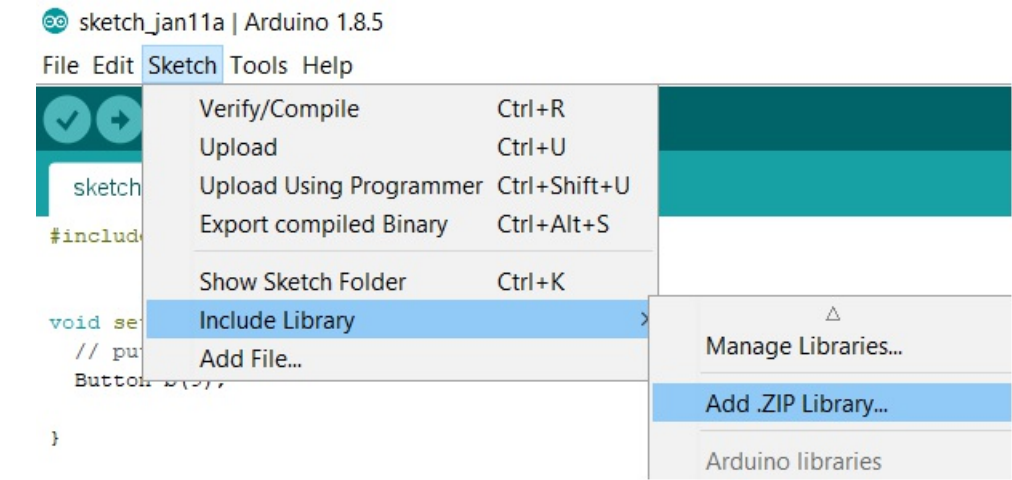 sketch_jan11a | Arduino 1.8.5
File Edit Sketch Tools Help
Verify/Compile Ctrl+R
Upload Ctrl+U
Upload Using Programmer Ctrl+Shift+U
Export compiled Binary Ctrl+Alt+S
Show Sketch Folder Ctrl+K
Include Library >
Add File...
Manage Libraries...
Add .ZIP Library...
Arduino libraries
sketch
#include
void se
// pu
Button
}